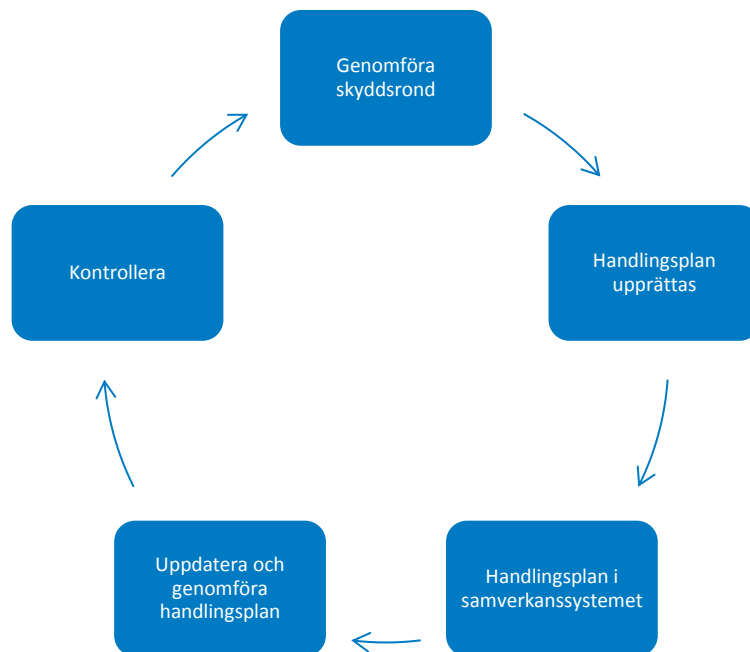 Genomföra
skyddsrond
Handlingsplan
upprättas
Handlingsplan i
samverkanssystemet
Uppdatera och
genomföra
handlingsplan
Kontrollera